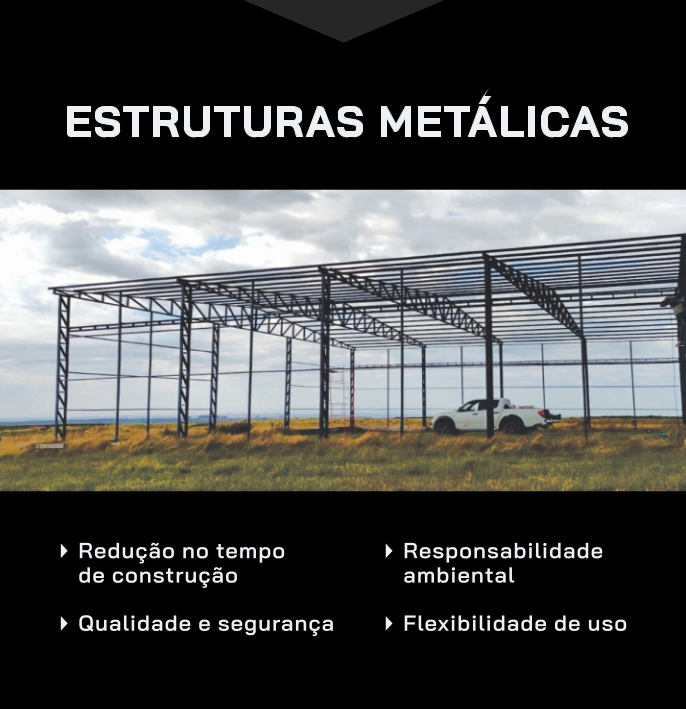 ESTRUTURAS METÁLICAS
Redução no tempo
de construção
Qualidade e segurança
Responsabilidade
ambiental
Flexibilidade de uso